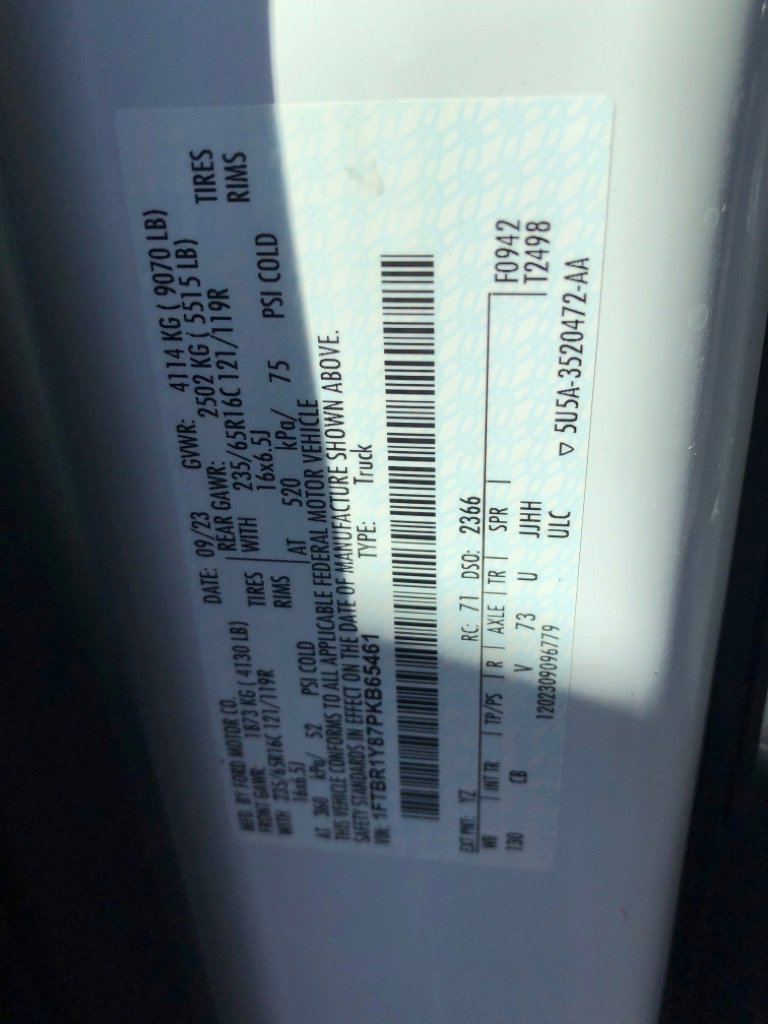 MFD. BY FORD MOTOR CO. DATE: 09/23 GVWR: 4114 KG ( 9070 LB)
FRONT GAWR: 1873 KG ( 4130 LB) REAR GAWR: 2502 KG ( 5515 LB)
WITH 235/65R16C 121/119R TIRES WITH 235/65R16C 121/119R TIRES
16x6.5J RIMS 16x6.5J RIMS
AT 360 kPa/ 52 PSI COLD AT 520 kPa/ 75 PSI COLD
THIS VEHICLE CONFORMS TO ALL APPLICABLE FEDERAL MOTOR VEHICLE
SAFETY STANDARDS IN EFFECT ON THE DATE OF MANUFACTURE SHOWN ABOVE.
VIN: 1FTBR1Y87PKB65461 TYPE: Truck
EXT PNT: YZ RC: 71 DSO: 2366
WB INT TR TP/PS R AXLE TR SPR F0942
130 CB V 73 U JJHH T2498
1202309096779 ULC ▽ 5U5A-3520472-AA